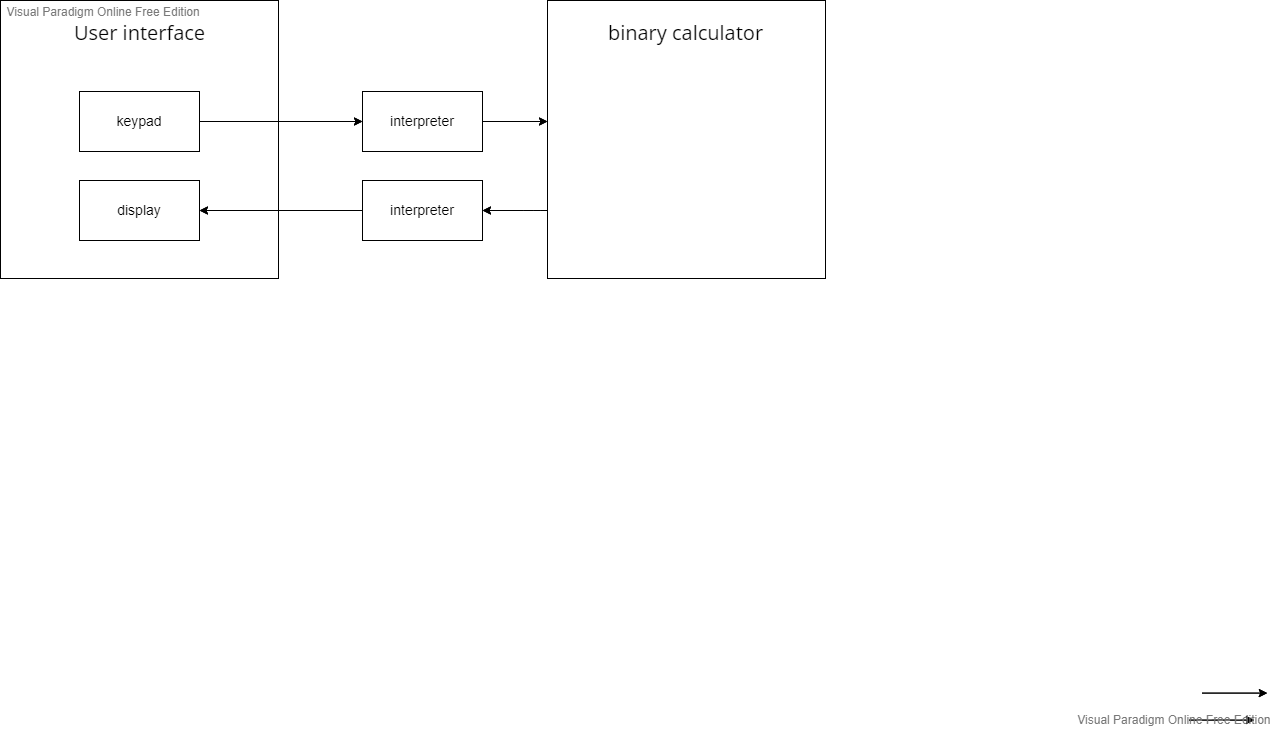 Visual Paradigm Online Free Edition
User interface
binary calculator
keypad
interpreter
display
interpreter
Visual Paradigm Online Free Edition